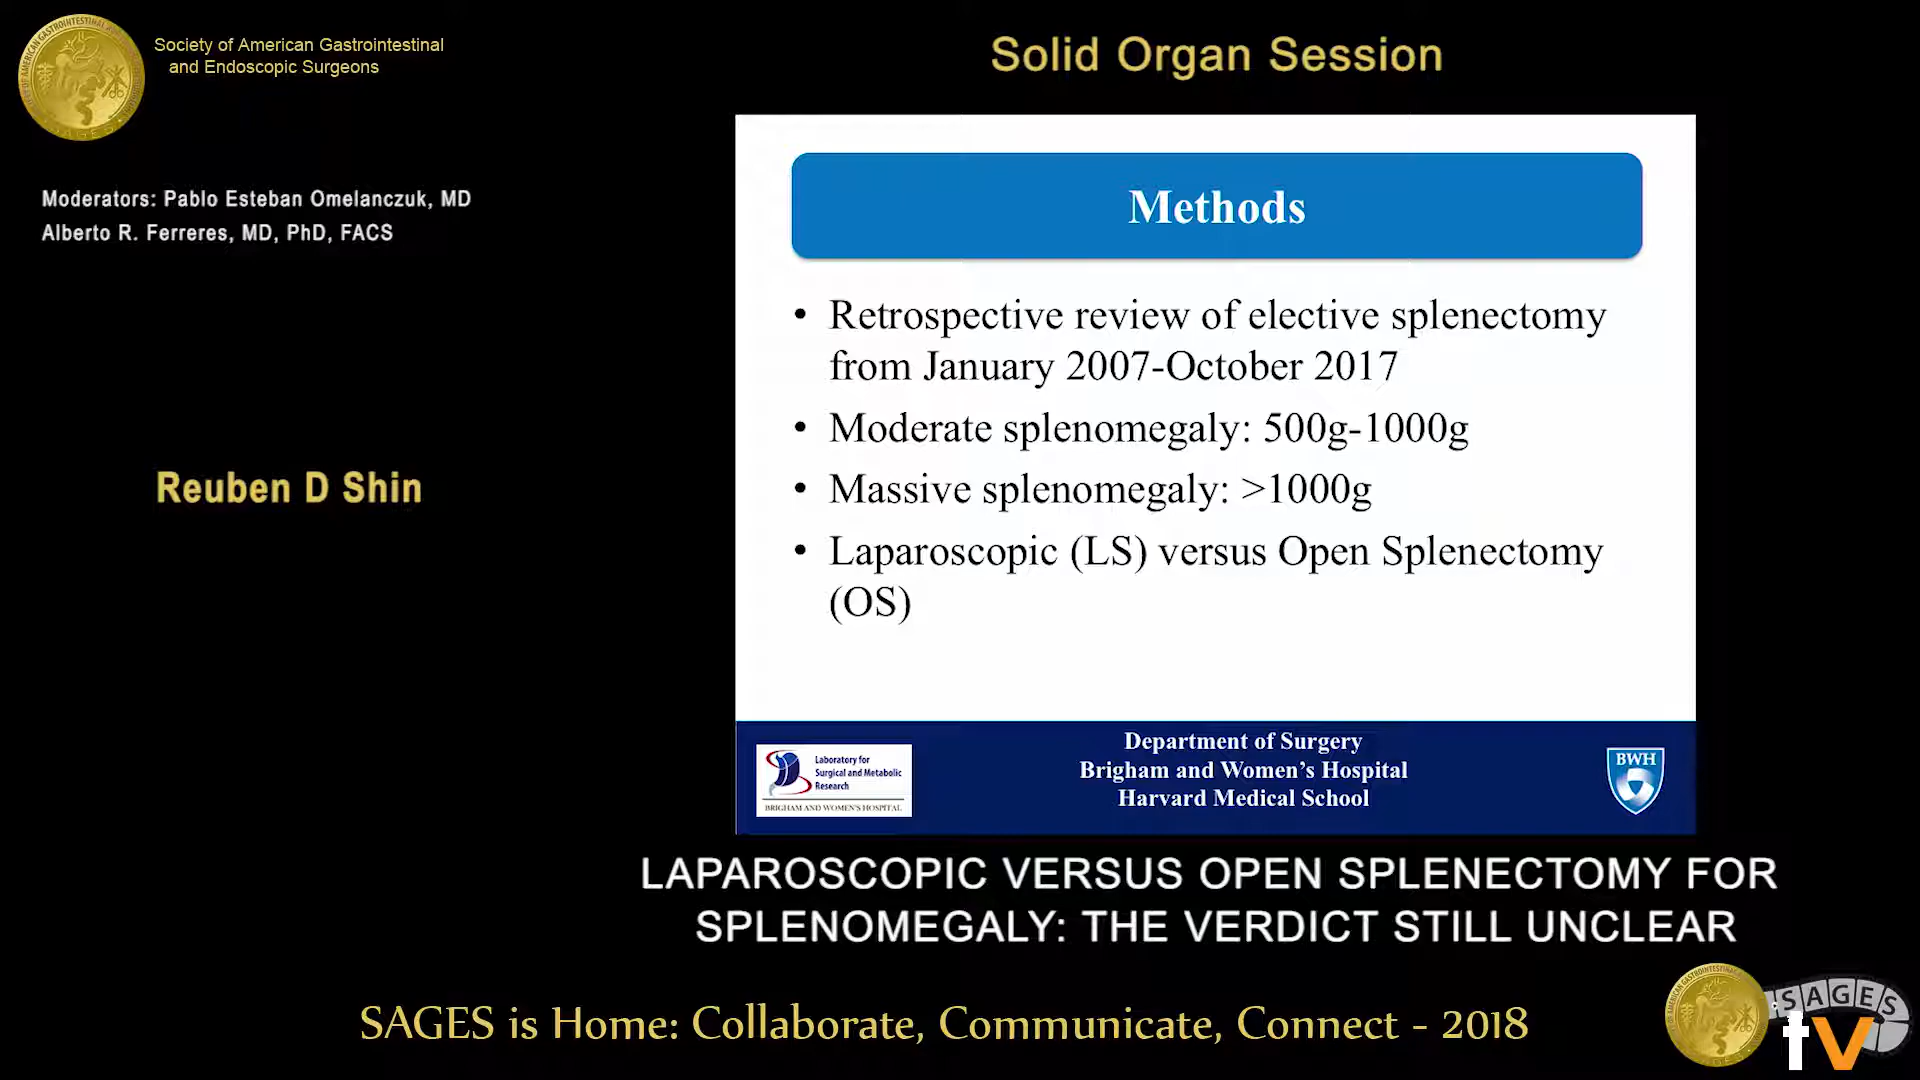 Society of American Gastrointestinal
and Endoscopic Surgeons
Solid Organ Session
Moderators: Pablo Esteban Omelanczuk, MD
Alberto R. Ferreres, MD, PhD, FACS
Reuben D Shin
Methods
• Retrospective review of elective splenectomy
from January 2007-October 2017
• Moderate splenomegaly: 500g-1000g
• Massive splenomegaly: >1000g
• Laparoscopic (LS) versus Open Splenectomy
(OS)
Laboratory for
Surgical and Metabolic
Research
BRIGHAM AND WOMEN'S HOSPITAL
Department of Surgery
Brigham and Women's Hospital
Harvard Medical School
BWH
LAPAROSCOPIC VERSUS OPEN SPLENECTOMY FOR
SPLENOMEGALY: THE VERDICT STILL UNCLEAR
SAGES is Home: Collaborate, Communicate, Connect - 2018
SAGES
tv